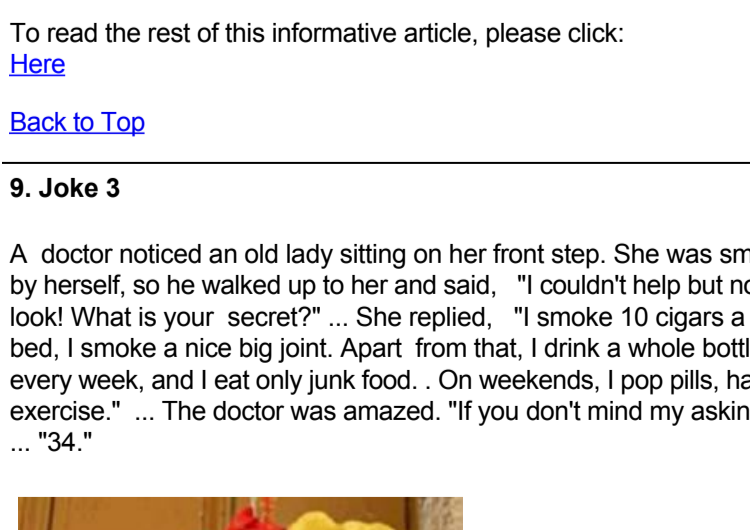 To read the rest of this informative article, please click:
Here
Back to Top
9. Joke 3
A doctor noticed an old lady sitting on her front step. She was
by herself, so he walked up to her and said, "I couldn't help but
look! What is your secret?" ... She replied, "I smoke 10 cigars a
bed, I smoke a nice big joint. Apart from that, I drink a whole
every week, and I eat only junk food. . On weekends, I pop pills,
exercise." ... The doctor was amazed. "If you don't mind my
... "34."